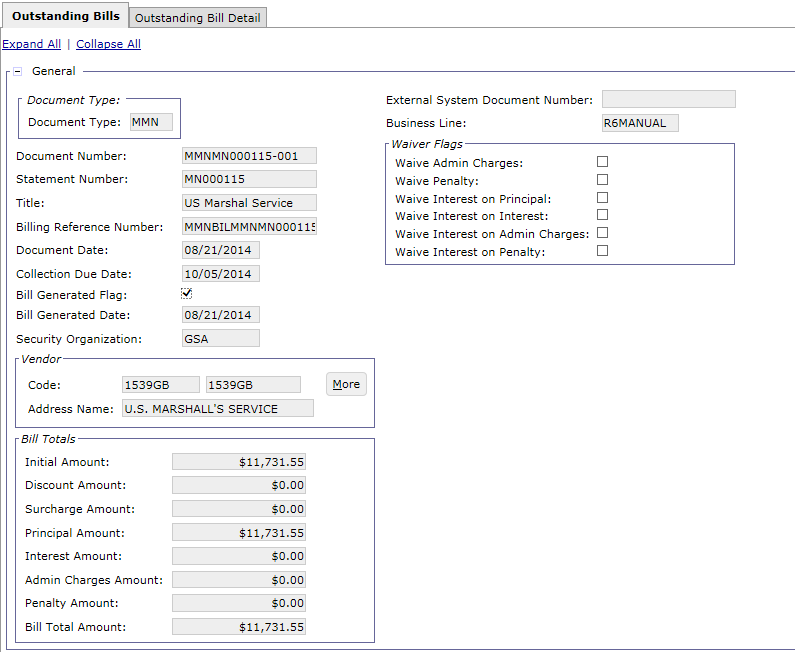 Outstanding Bills Outstanding Bill Detail
Expand All | Collapse All
General
Document Type:
Document Type: MMN
Document Number: MMNMN000115-001
Statement Number: MN000115
Title: US Marshal Service
Billing Reference Number: MMNBILMMNMN000115
Document Date: 08/21/2014
Collection Due Date: 10/05/2014
Bill Generated Flag:
Bill Generated Date: 08/21/2014
Security Organization: GSA
External System Document Number:
Business Line: R6MANUAL
Waiver Flags
Waive Admin Charges:
Waive Penalty:
Waive Interest on Principal:
Waive Interest on Interest:
Waive Interest on Admin Charges:
Waive Interest on Penalty:
Vendor
Code: 1539GB 1539GB More
Address Name: U.S. MARSHALL'S SERVICE
Bill Totals
Initial Amount: $11,731.55
Discount Amount: $0.00
Surcharge Amount: $0.00
Principal Amount: $11,731.55
Interest Amount: $0.00
Admin Charges Amount: $0.00
Penalty Amount: $0.00
Bill Total Amount: $11,731.55